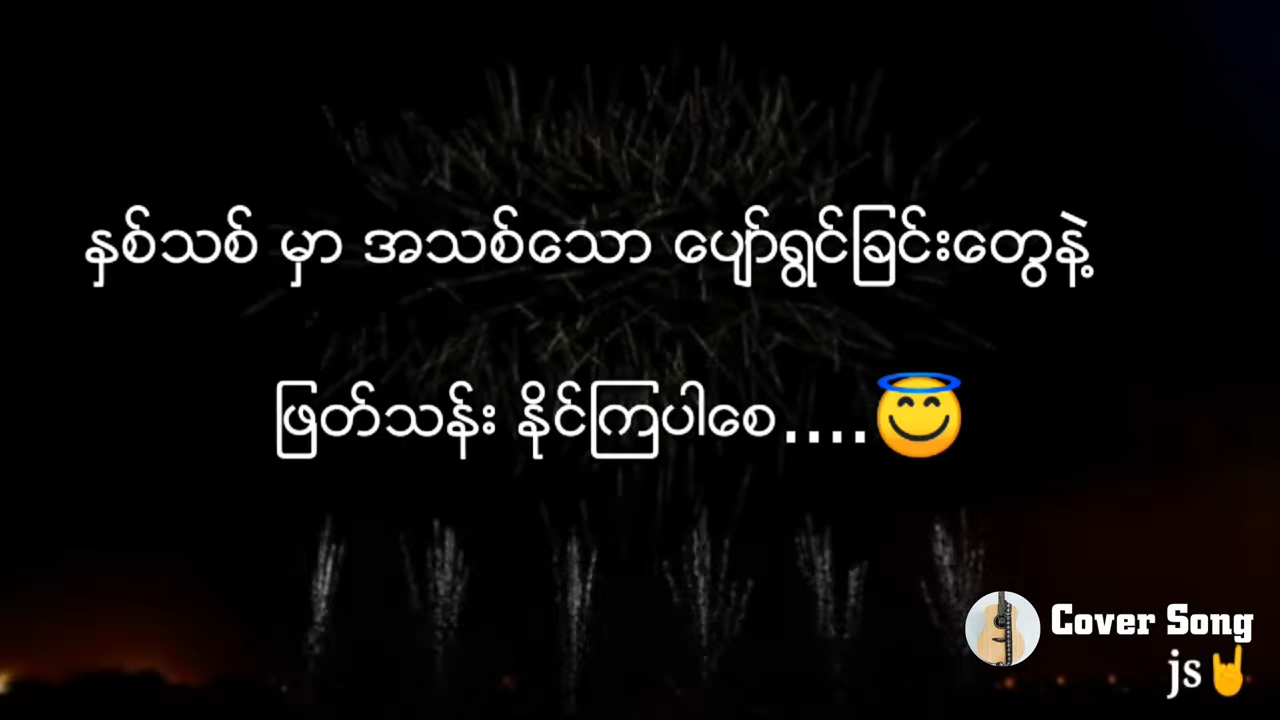 နှစ်သစ် မှာ အသစ်သော ပျော်ရွှင်ခြင်းတွေနဲ့
ဖြတ်သန်း နိုင်ကြပါစေ....😇
Cover Song
js🤘